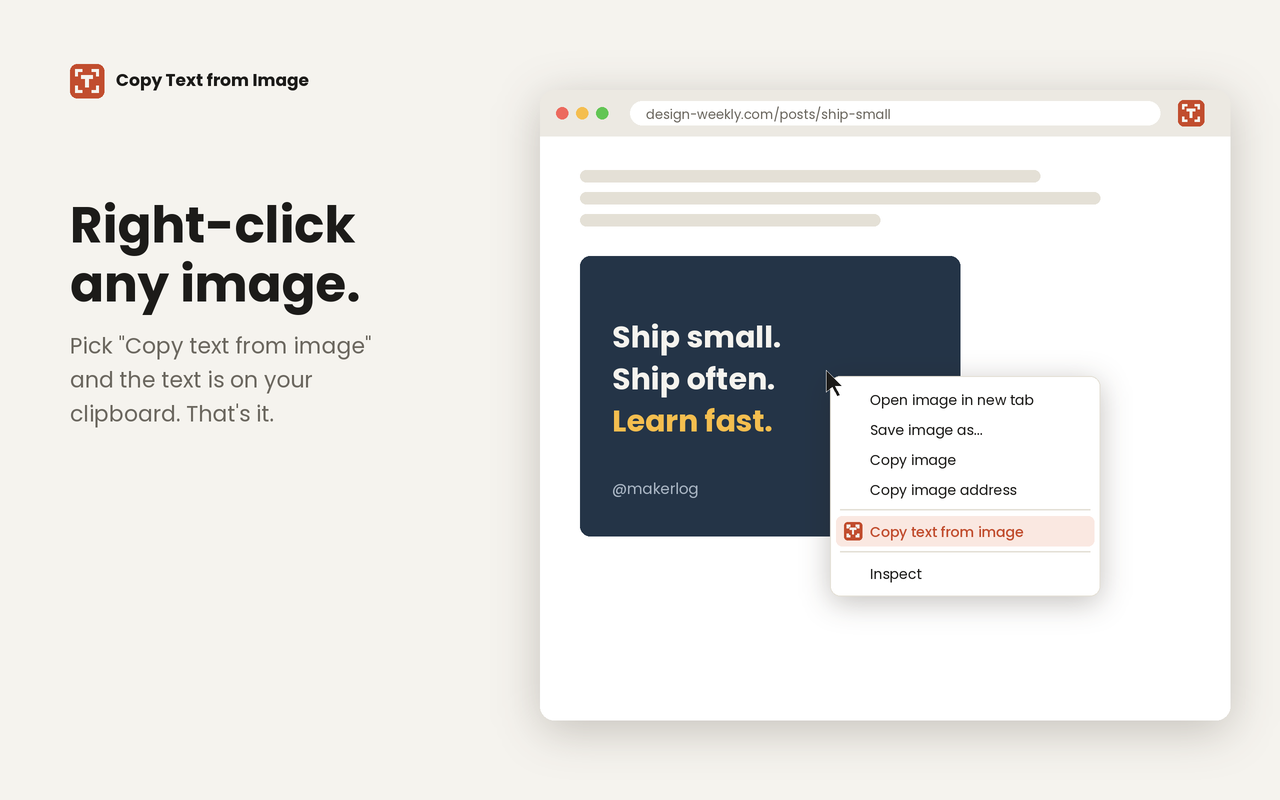 Copy Text from Image
Right-click
any image.
Pick "Copy text from image"
and the text is on your
clipboard. That's it.
design-weekly.com/posts/ship-small
Ship small.
Ship often.
Learn fast.
@makerlog
Open image in new tab
Save image as...
Copy image
Copy image address
Copy text from image
Inspect